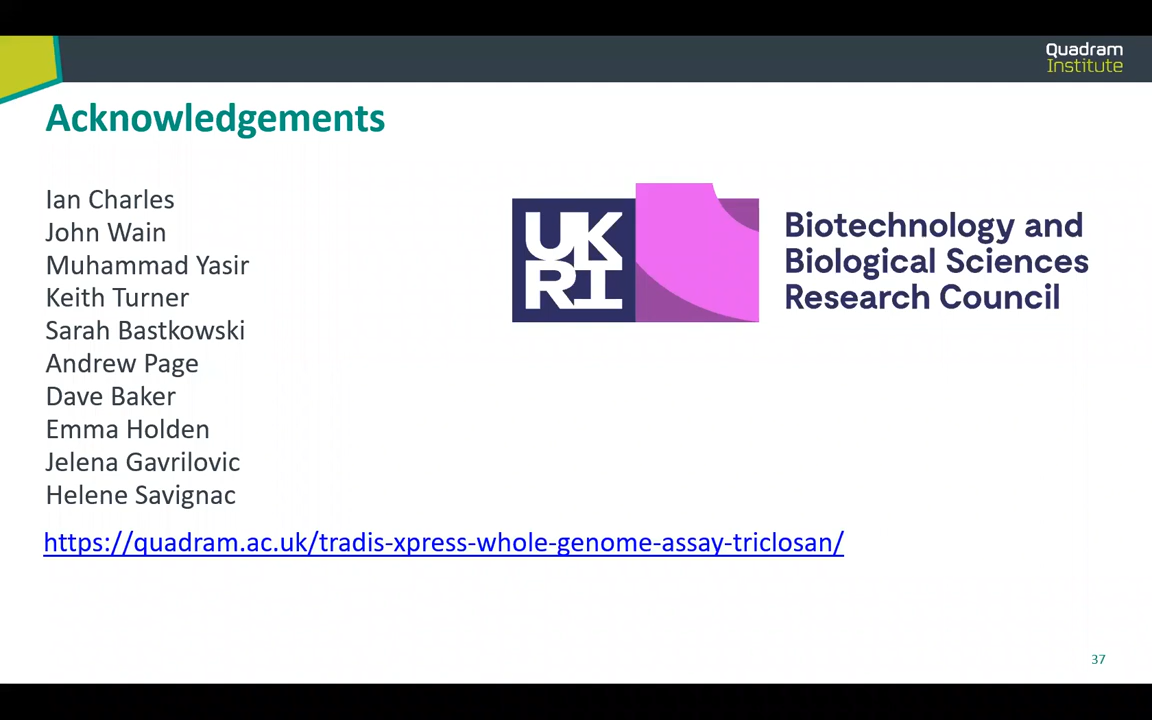 Quadram
Institute
Acknowledgements
Ian Charles
John Wain
Muhammad Yasir
Keith Turner
Sarah Bastkowski
Andrew Page
Dave Baker
Emma Holden
Jelena Gavrilovic
Helene Savignac
UK
RI
Biotechnology and
Biological Sciences
Research Council
https://quadram.ac.uk/tradis-xpress-whole-genome-assay-triclosan/
37